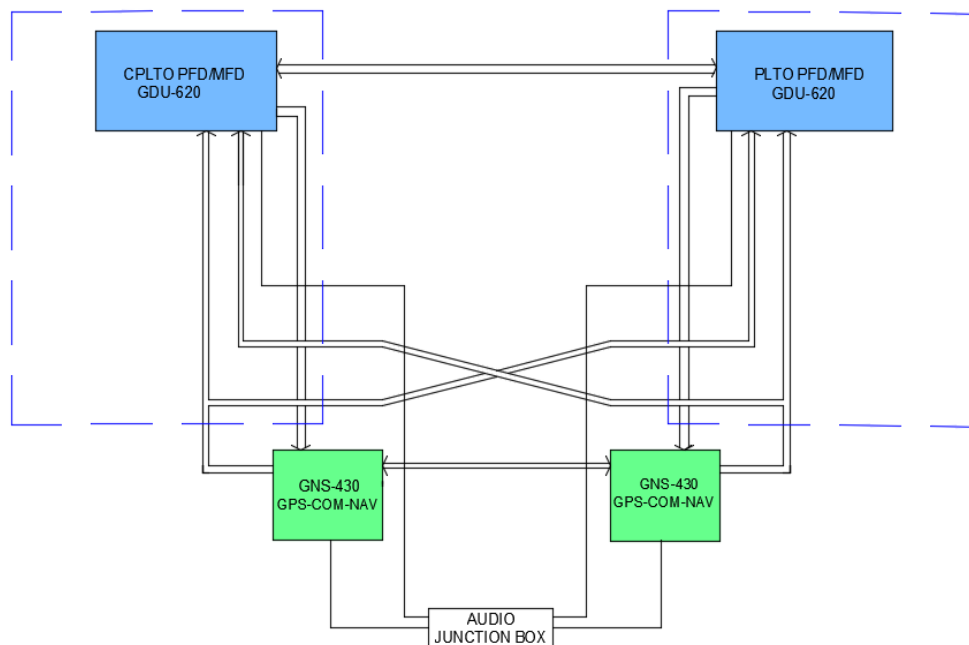 CPLTO PFD/MFD
GDU-620
PLTO PFD/MFD
GDU-620
GNS-430
GPS-COM-NAV
GNS-430
GPS-COM-NAV
AUDIO
JUNCTION BOX